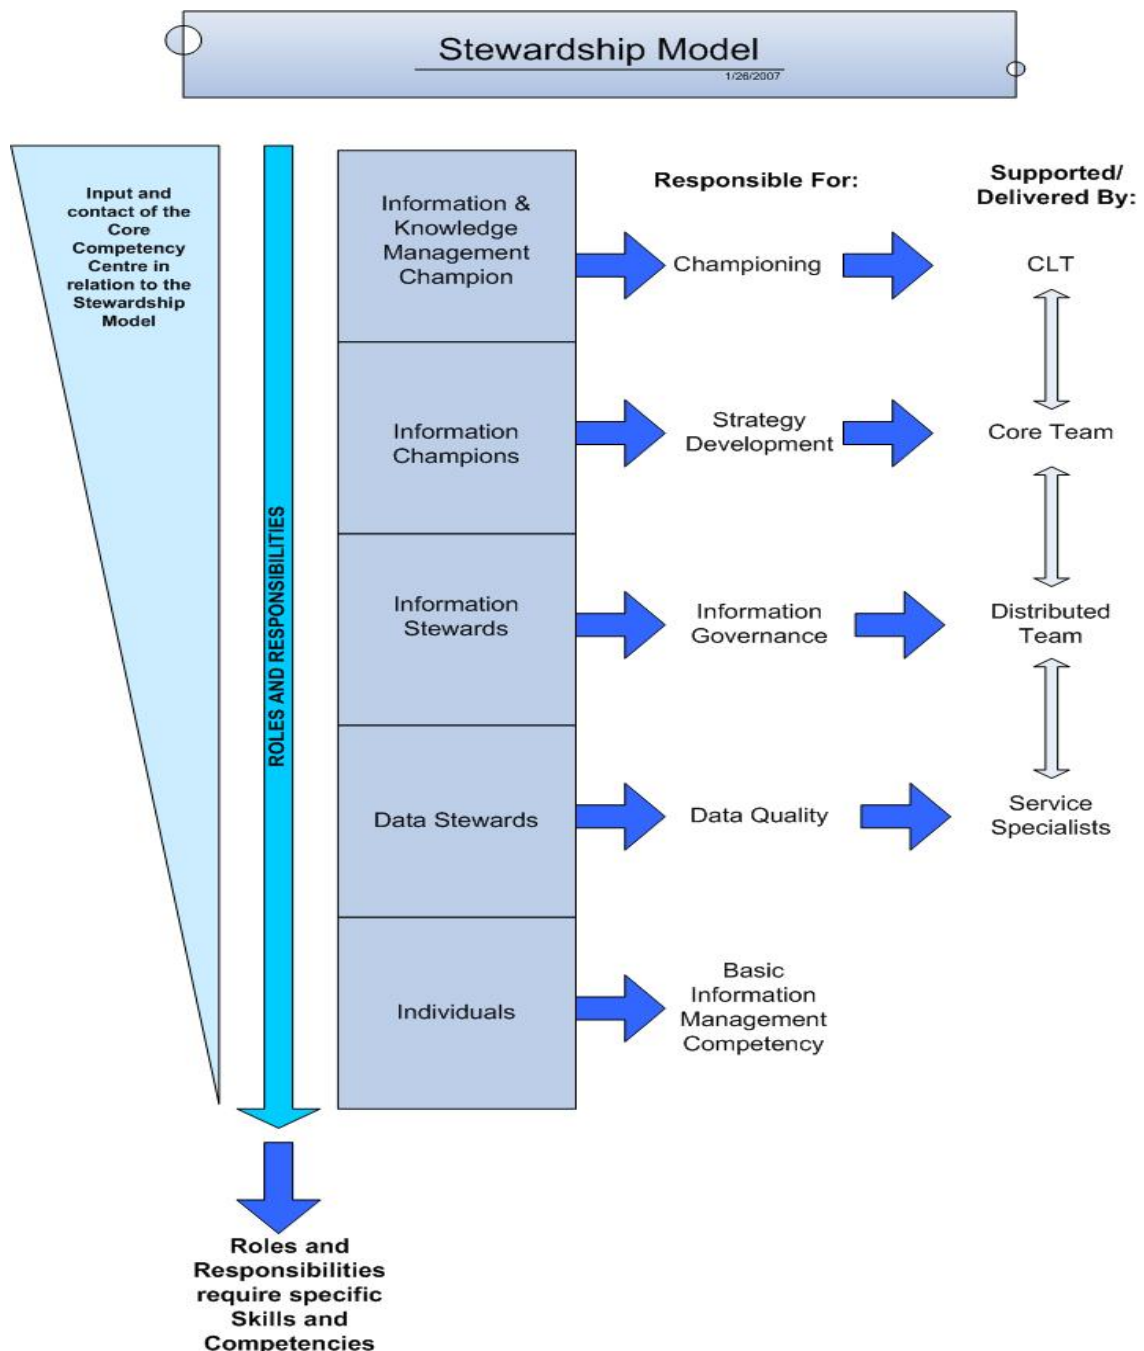 Stewardship Model
1/26/2007
Input and
contact of the
Core
Competency
Centre in
relation to the
Stewardship
Model
ROLES AND RESPONSIBILITIES
Information &
Knowledge
Management
Champion
Responsible For:
Championing
Supported/
Delivered By:
CLT
Information
Champions
Strategy
Development
Core Team
Information
Stewards
Information
Governance
Distributed
Team
Data Stewards
Data Quality
Service
Specialists
Individuals
Basic
Information
Management
Competency
Roles and
Responsibilities
require specific
Skills and
Competencies